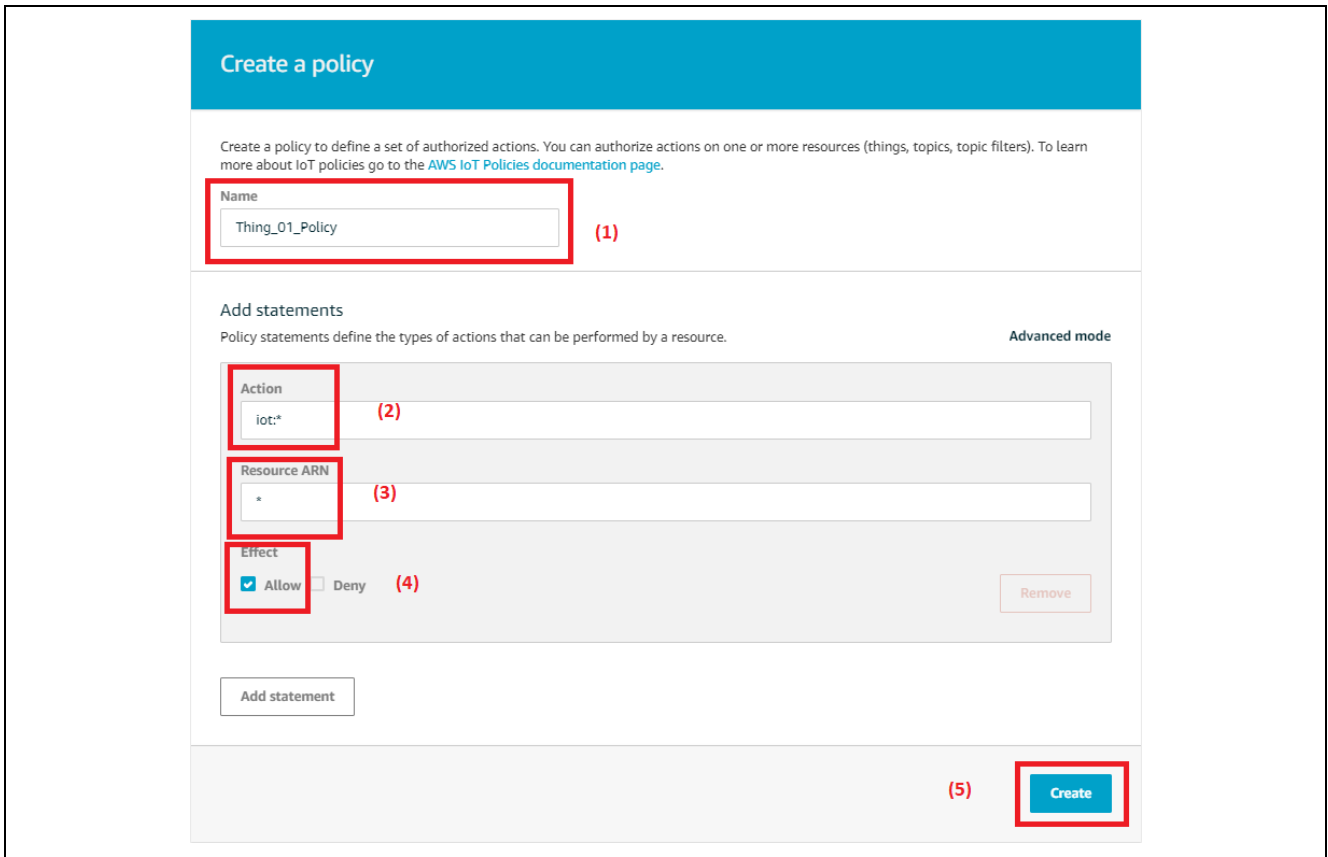 Create a policy
Create a policy to define a set of authorized actions. You can authorize actions on one or more resources (things, topics, topic filters). To learn
more about IoT policies go to the AWS IoT Policies documentation page.
Name
Thing_01_Policy
(1)
Add statements
Policy statements define the types of actions that can be performed by a resource.
Advanced mode
Action
iot:*
(2)
Resource ARN
*
(3)
Effect
Allow
Deny
(4)
Remove
Add statement
(5)
Create